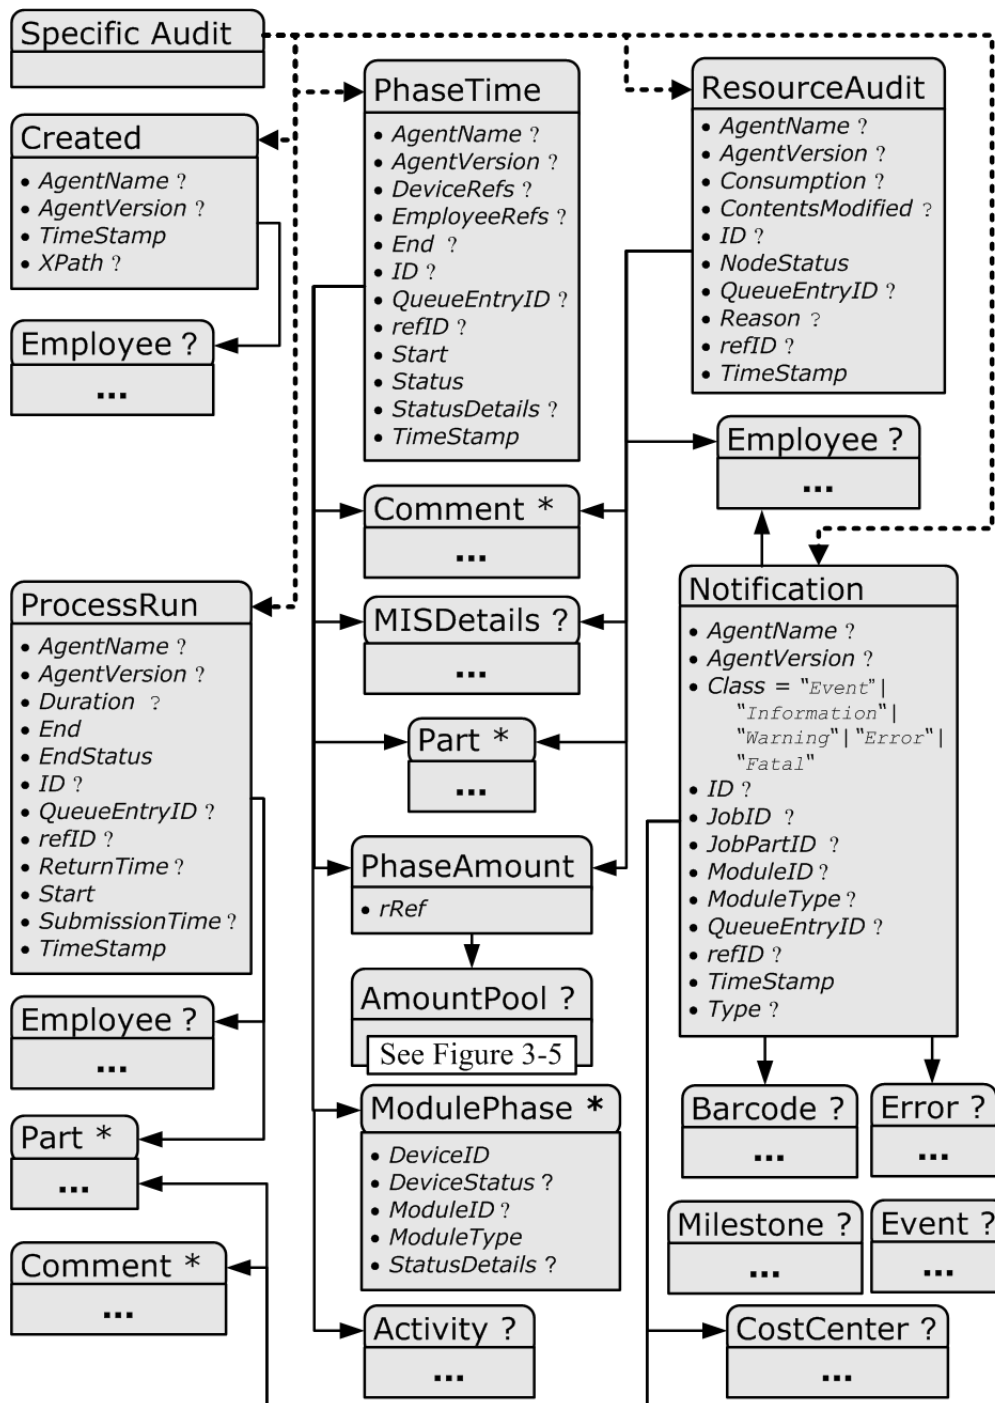 Specific Audit
Created
• AgentName ?
• AgentVersion ?
• TimeStamp
• XPath ?
Employee ?
...
ProcessRun
• AgentName ?
• AgentVersion ?
• Duration ?
• End
• EndStatus
• ID ?
• QueueEntryID ?
• refID ?
• ReturnTime ?
• Start
• SubmissionTime ?
• TimeStamp
Employee ?
...
Part *
...
Comment *
...
PhaseTime
• AgentName ?
• AgentVersion ?
• DeviceRefs ?
• EmployeeRefs ?
• End ?
• ID ?
• QueueEntryID ?
• refID ?
• Start
• Status
• StatusDetails ?
• TimeStamp
Comment *
...
MISDetails ?
...
Part *
...
PhaseAmount
• rRef
AmountPool ?
See Figure 3-5
ModulePhase *
• DeviceID
• DeviceStatus ?
• ModuleID ?
• ModuleType
• StatusDetails ?
Activity ?
...
ResourceAudit
• AgentName ?
• AgentVersion ?
• Consumption ?
• ContentsModified ?
• ID ?
• NodeStatus
• QueueEntryID ?
• Reason ?
• refID ?
• TimeStamp
Employee ?
...
Notification
• AgentName ?
• AgentVersion ?
• Class = "Event" |
"Information" |
"Warning" | "Error" |
"Fatal"
• ID ?
• JobID ?
• JobPartID ?
• ModuleID ?
• ModuleType ?
• QueueEntryID ?
• refID ?
• TimeStamp
• Type ?
Barcode ?
...
Error ?
...
Milestone ?
...
Event ?
...
CostCenter ?
...